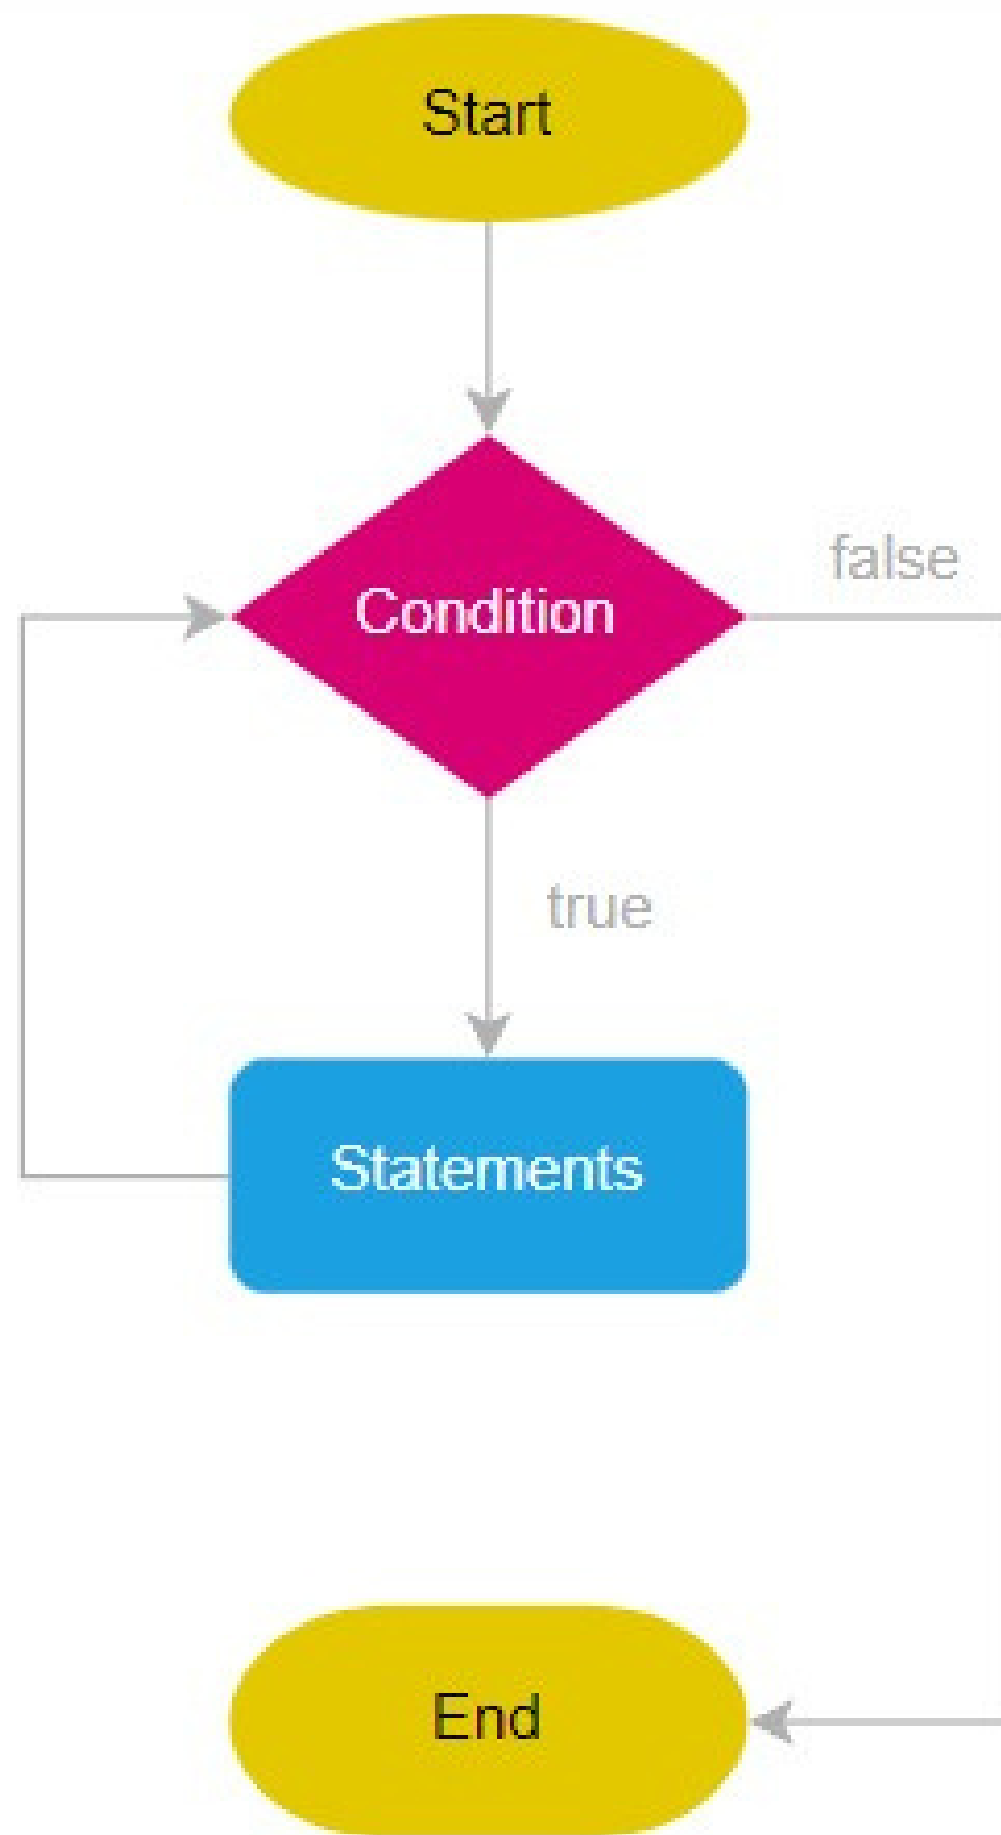 Start
Condition
false
true
Statements
End